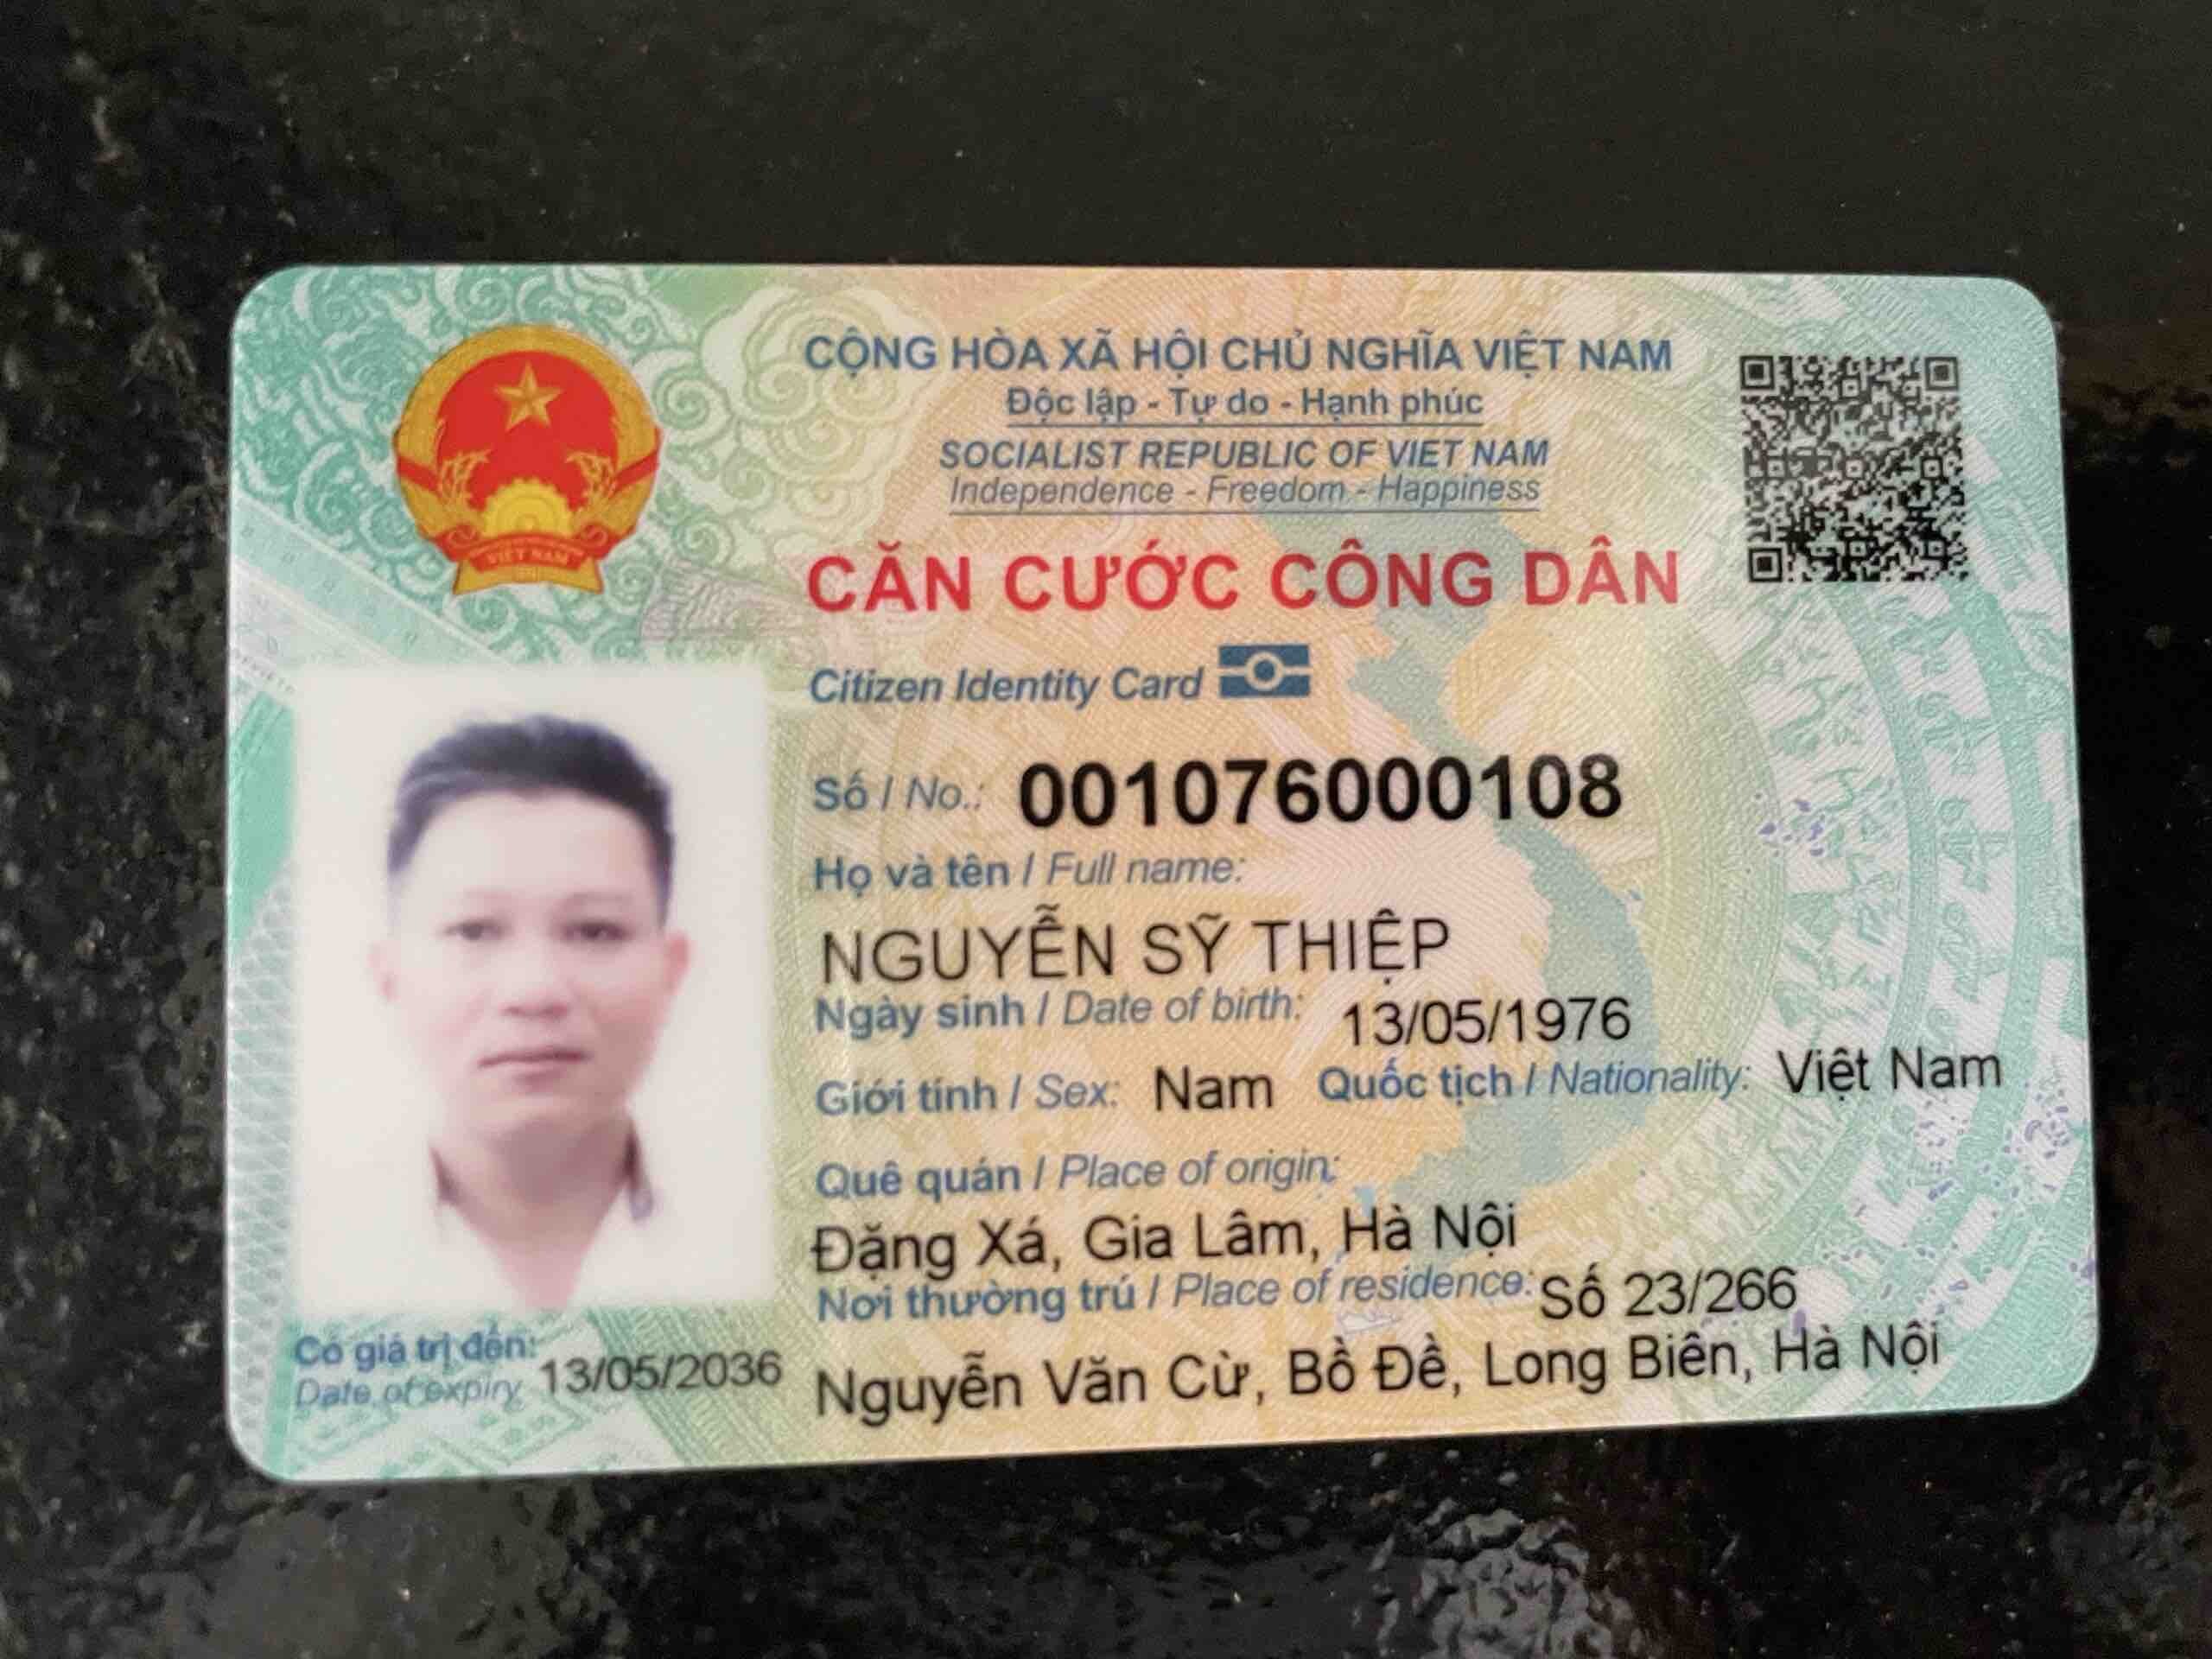 CỘNG HÒA XÃ HỘI CHỦ NGHĨA VIỆT NAM
Độc lập - Tự do - Hạnh phúc
SOCIALIST REPUBLIC OF VIET NAM
Independence - Freedom - Happiness
CĂN CƯỚC CÔNG DÂN
Citizen Identity Card
Số / No.: 001076000108
Họ và tên / Full name:
NGUYỄN SỸ THIỆP
Ngày sinh / Date of birth: 13/05/1976
Giới tính / Sex: Nam Quốc tịch / Nationality: Việt Nam
Quê quán / Place of origin:
Đặng Xá, Gia Lâm, Hà Nội
Nơi thường trú / Place of residence: Số 23/266
Nguyễn Văn Cừ, Bồ Đề, Long Biên, Hà Nội
Có giá trị đến: 13/05/2036
Date of expiry
VIỆT NAM